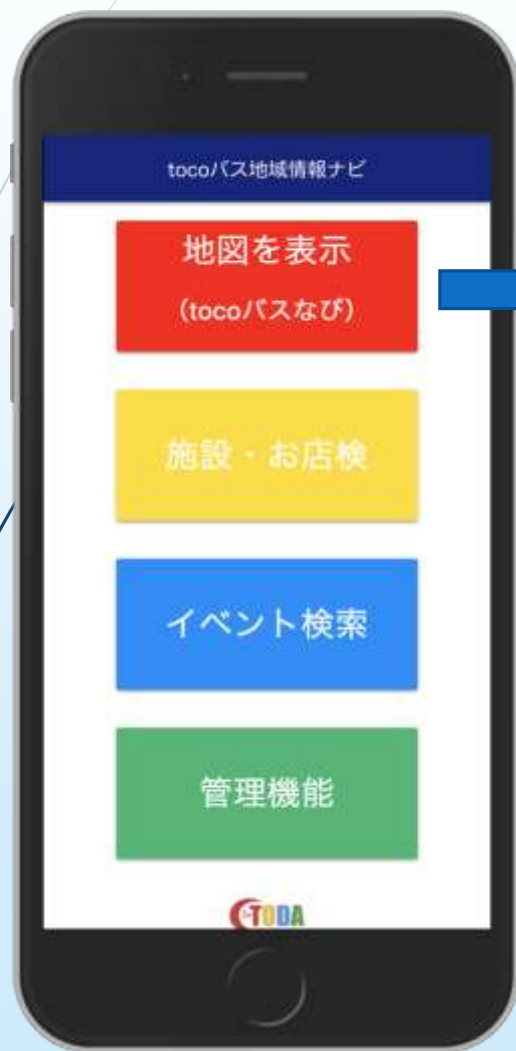 tocoバス地域情報ナビ
地図を表示
(tocoバスなび)
施設・お店検
イベント検索
管理機能
TODA